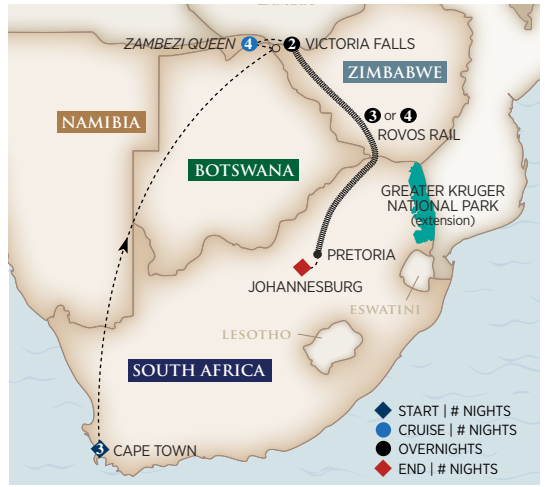 ZAMBEZI QUEEN 4 2 VICTORIA FALLS
ZIMBABWE
NAMIBIA
3 or 4
ROVOS RAIL
BOTSWANA
GREATER KRUGER
NATIONAL PARK
(extension)
PRETORIA
JOHANNESBURG
ESWATINI
LESOTHO
SOUTH AFRICA
3 CAPE TOWN
START | # NIGHTS
CRUISE | # NIGHTS
OVERNIGHTS
END | # NIGHTS